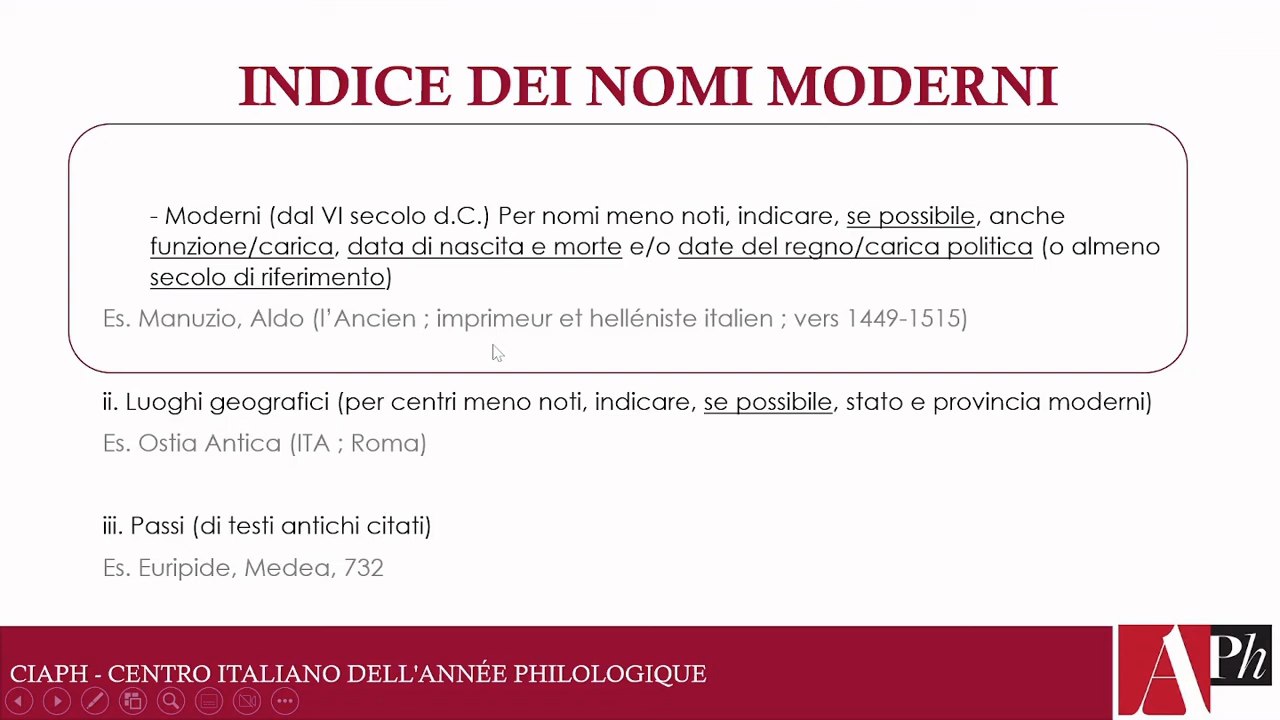 INDICE DEI NOMI MODERNI
- Moderni (dal VI secolo d.C.) Per nomi meno noti, indicare, se possibile, anche
funzione/carica, data di nascita e morte e/o date del regno/carica politica (o almeno
secolo di riferimento)
Es. Manuzio, Aldo (l’Ancien ; imprimeur et helléniste italien ; vers 1449-1515)
ii. Luoghi geografici (per centri meno noti, indicare, se possibile, stato e provincia moderni)
Es. Ostia Antica (ITA ; Roma)
iii. Passi (di testi antichi citati)
Es. Euripide, Medea, 732
CIAPH - CENTRO ITALIANO DELL'ANNÉE PHILOLOGIQUE
APh